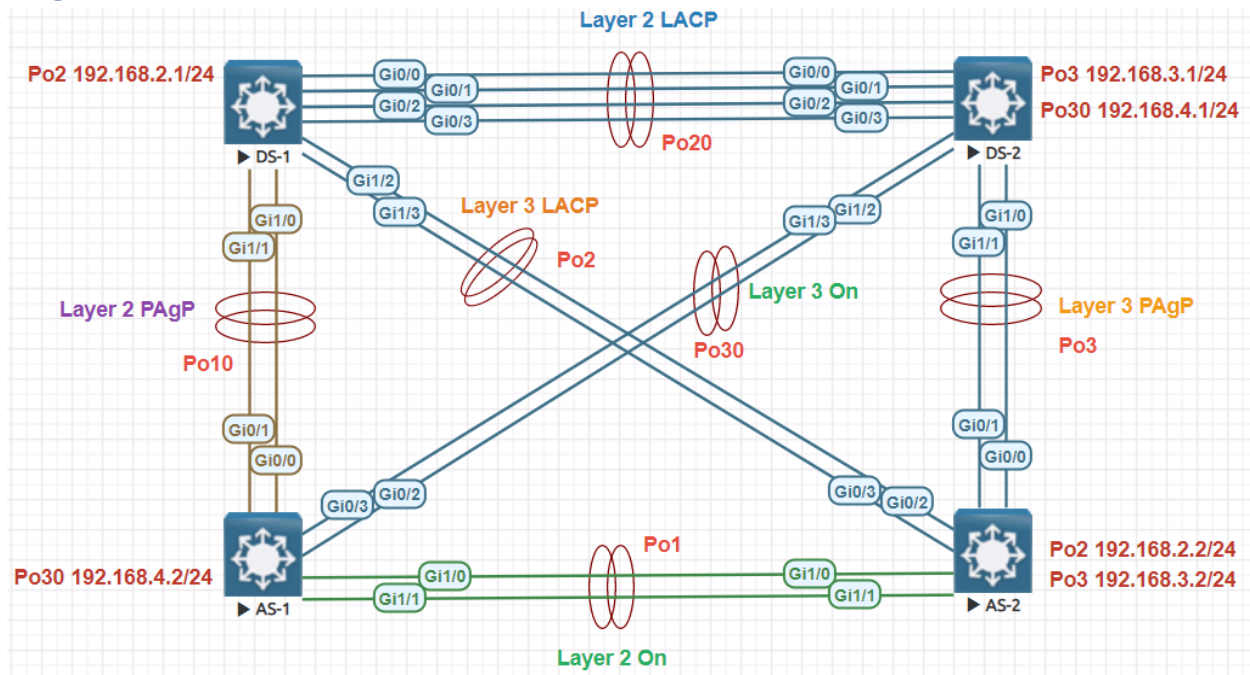 Layer 2 LACP
Po2 192.168.2.1/24
Gi0/0
Gi0/0
Po3 192.168.3.1/24
Gi0/1
Gi0/1
Gi0/2
Gi0/2
Po30 192.168.4.1/24
Gi0/3
Gi0/3
Po20
DS-1
DS-2
Gi1/2
Layer 3 LACP
Gi1/3
Gi1/2
Gi1/3
Gi1/0
Gi1/0
Gi1/1
Gi1/1
Po2
Layer 3 On
Layer 2 PAgP
Layer 3 PAgP
Po10
Po30
Po3
Gi0/1
Gi0/1
Gi0/0
Gi0/0
Gi0/3
Gi0/2
Gi0/3
Gi0/2
Po1
Po2 192.168.2.2/24
Po30 192.168.4.2/24
Gi1/0
Gi1/0
Po3 192.168.3.2/24
Gi1/1
Gi1/1
AS-1
AS-2
Layer 2 On